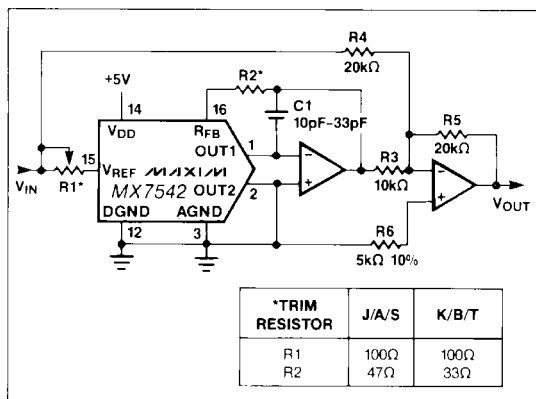 R4
20kΩ
+5V
R2*
C1
10pF–33pF
14
16
VDD
RFB
R5
20kΩ
OUT1
1
15
VREF
MAXIM
R3
10kΩ
VIN
R1*
MX7542
OUT2
2
VOUT
DGND
AGND
12
3
R6
5kΩ 10%
*TRIM RESISTOR J/A/S K/B/T
R1 100Ω 100Ω
R2 47Ω 33Ω